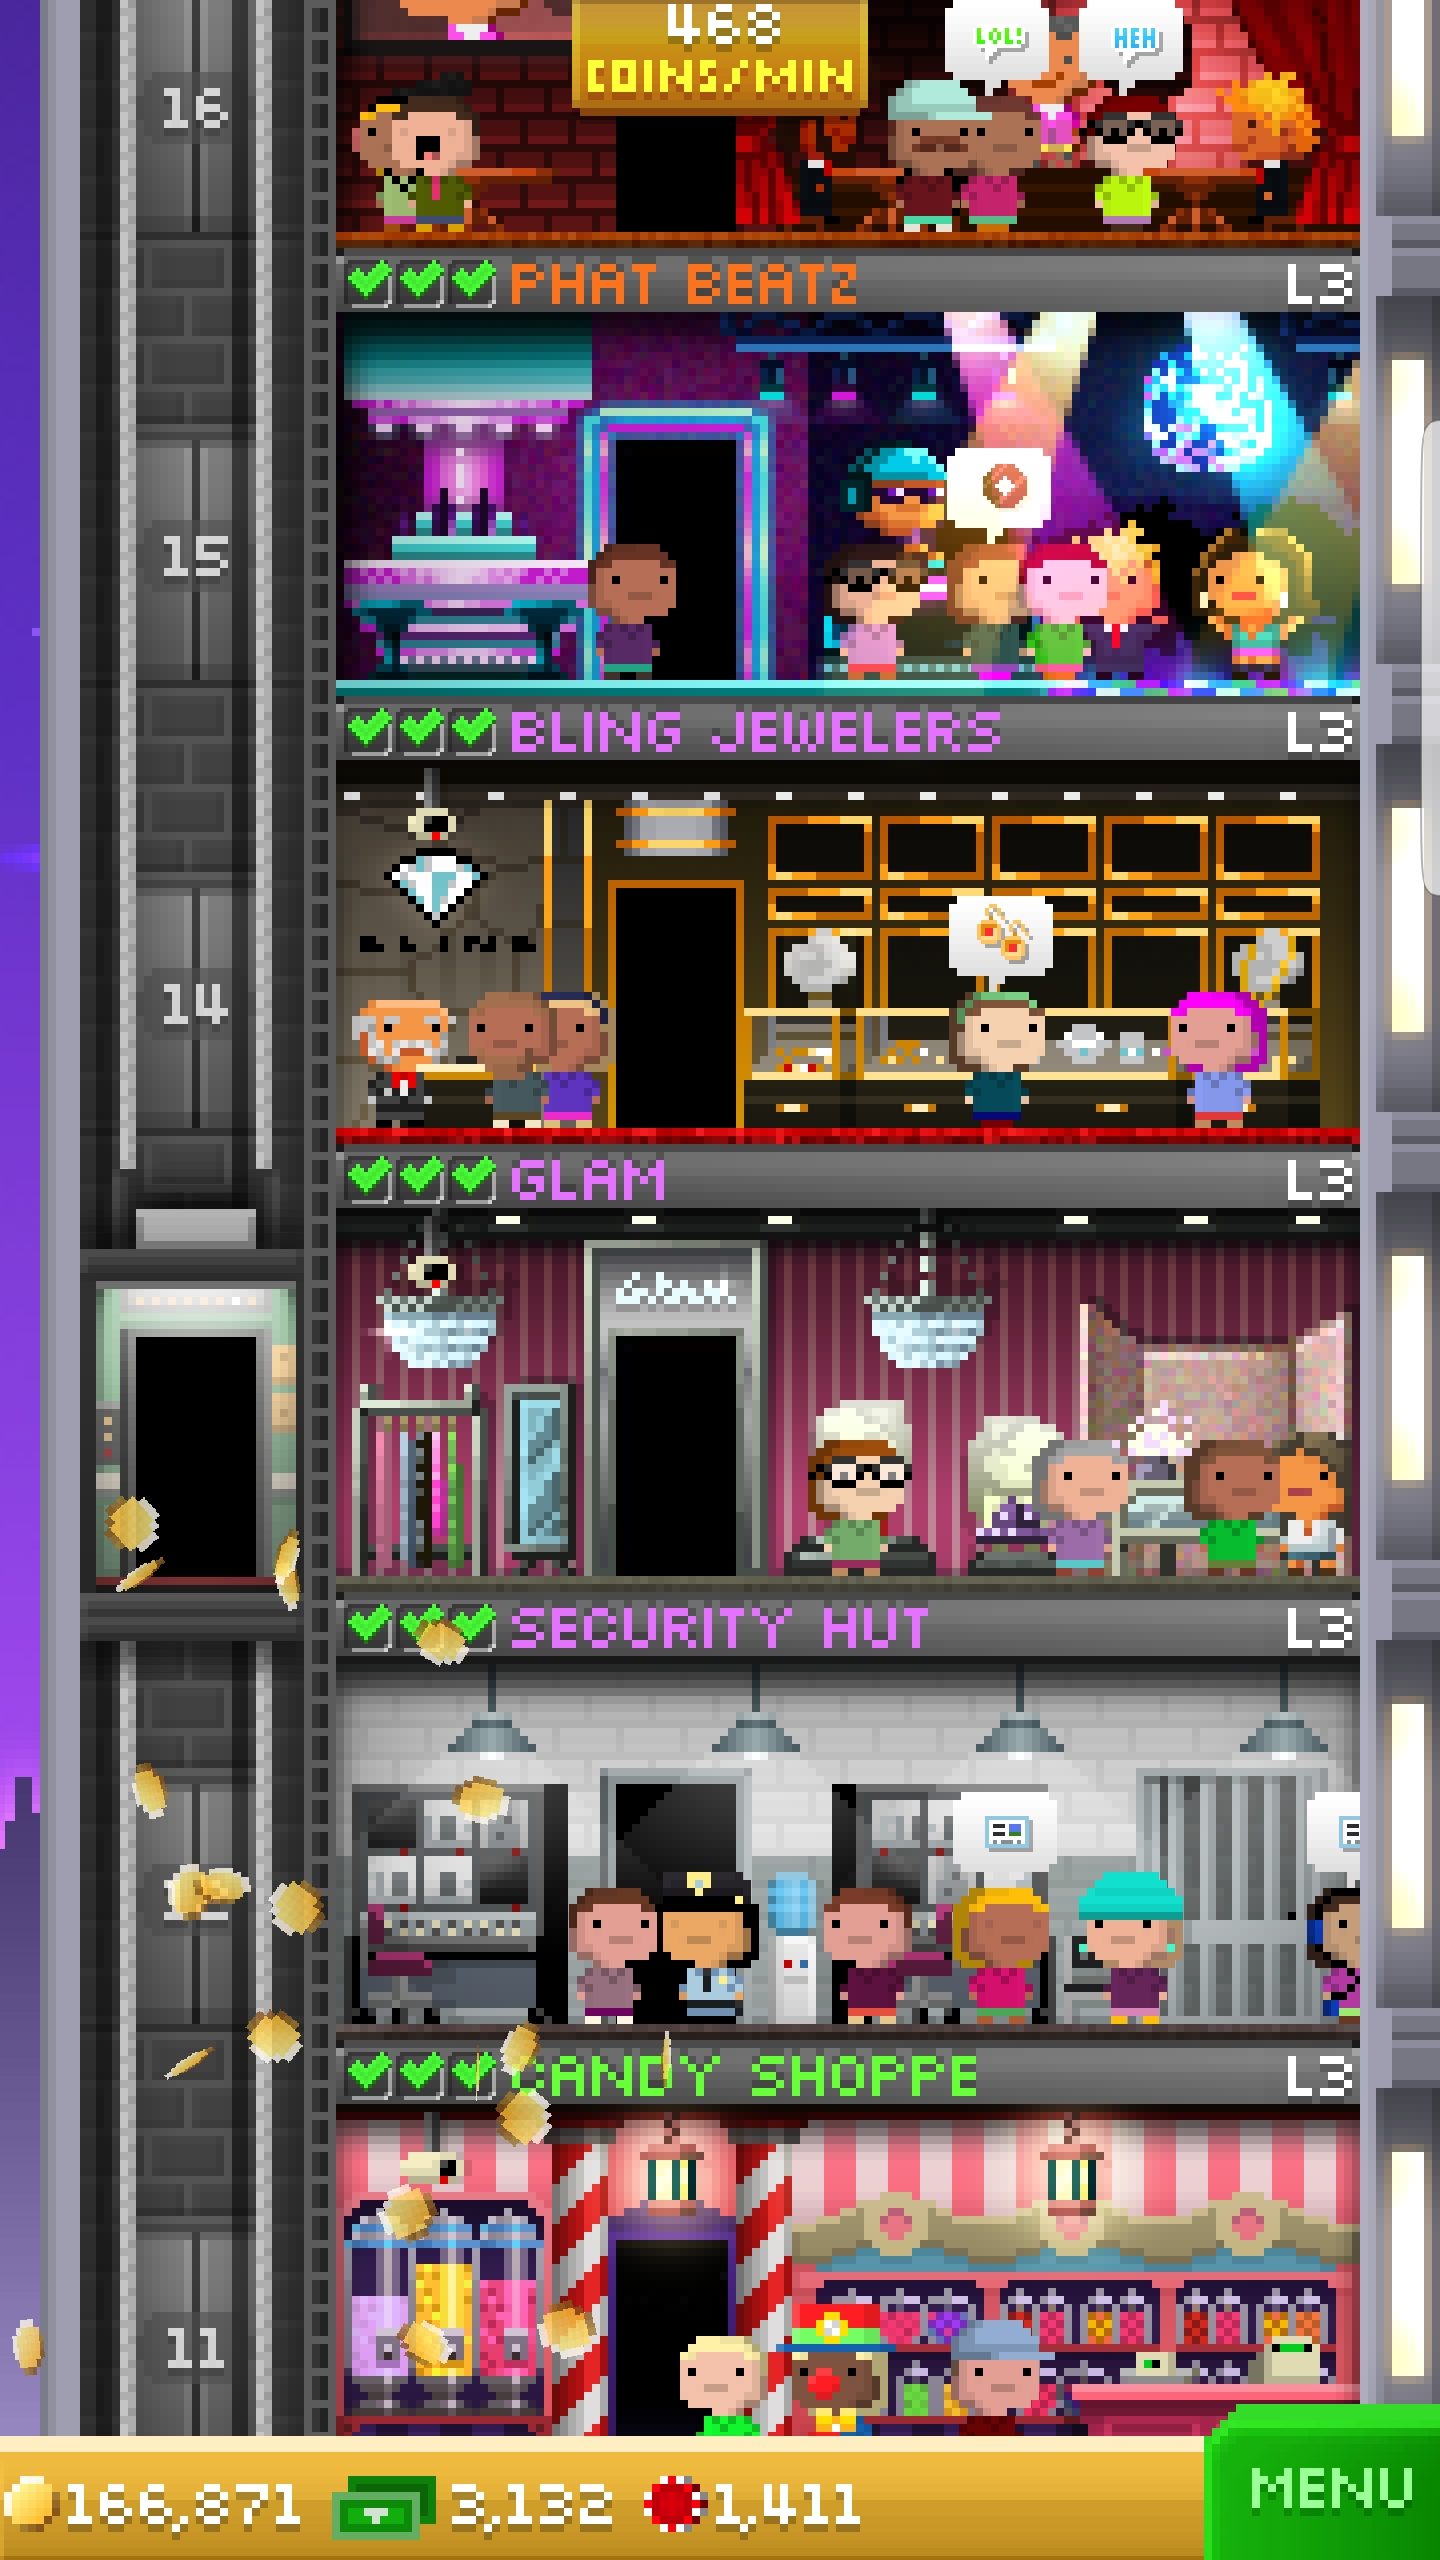 468
COINS/MIN
LOL!
HEH
16
PHAT BEATZ
L3
15
BLING JEWELERS
L3
BLING
14
GLAM
L3
Glam
SECURITY HUT
L3
CANDY SHOPPE
L3
11
166,871
3,132
1,411
MENU